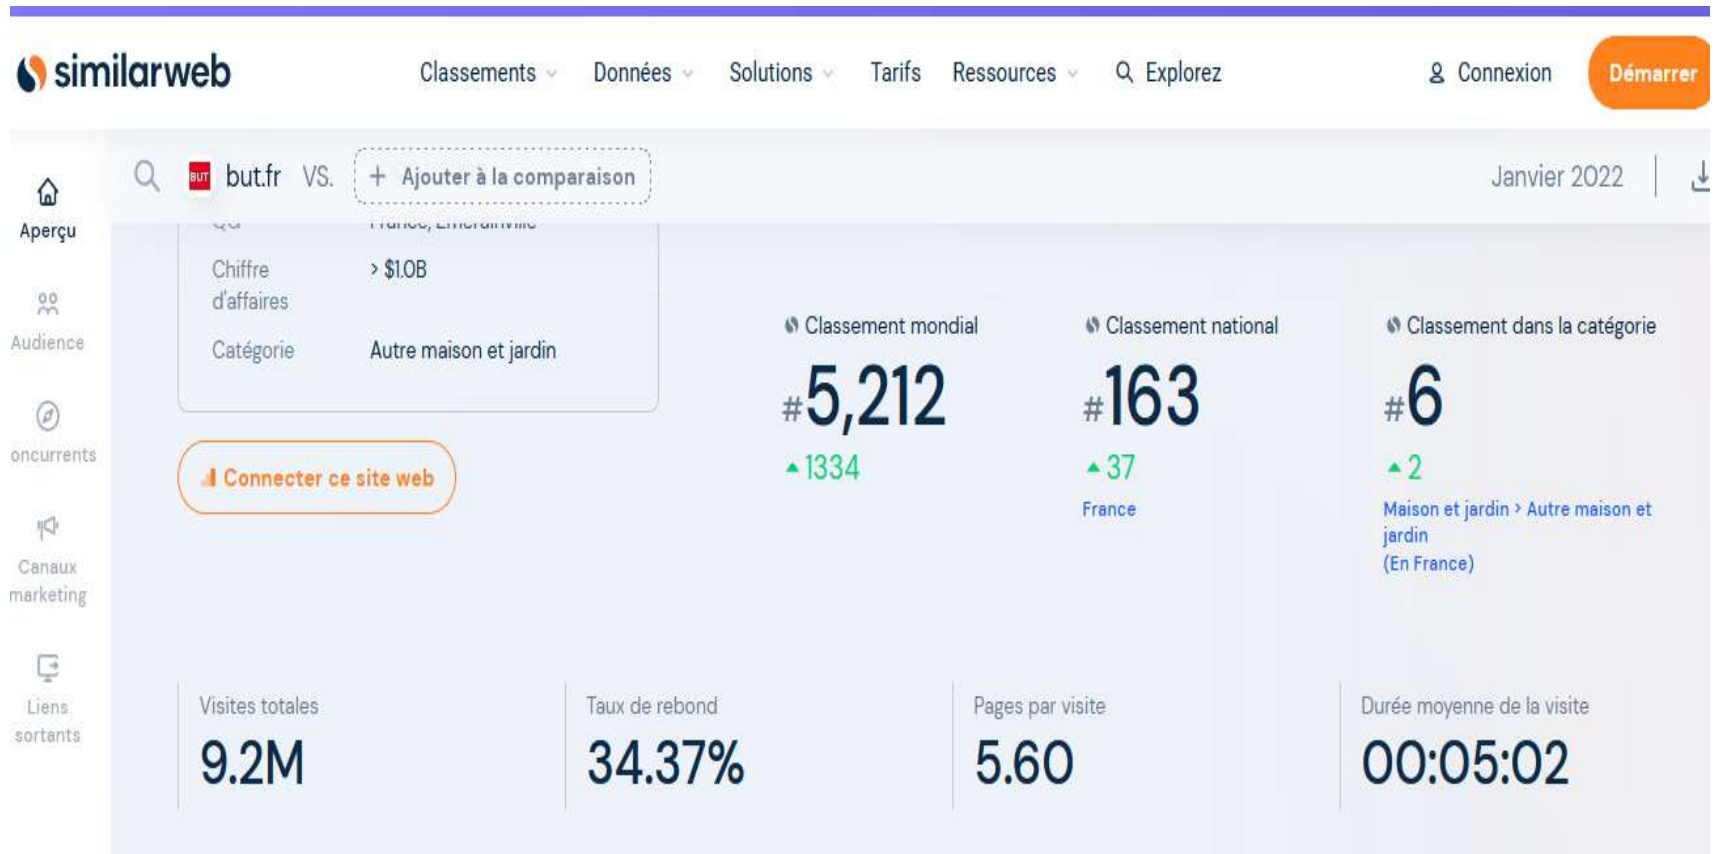 similarweb
Classements
Données
Solutions
Tarifs
Ressources
Explorez
Connexion
Démarrer
BUT but.fr VS. + Ajouter à la comparaison
Janvier 2022
Aperçu
Audience
oncurrents
Canaux
marketing
Liens
sortants
Chiffre
d'affaires
> $1.0B
Catégorie
Autre maison et jardin
Connecter ce site web
Classement mondial
#5,212
1334
Classement national
#163
37
France
Classement dans la catégorie
#6
2
Maison et jardin > Autre maison et
jardin
(En France)
Visites totales
9.2M
Taux de rebond
34.37%
Pages par visite
5.60
Durée moyenne de la visite
00:05:02